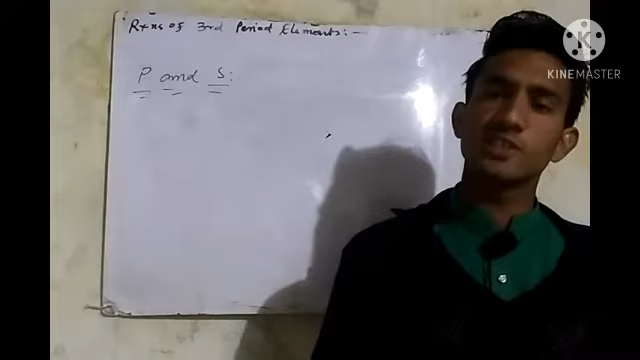 Rxns of 3rd Period Elements:-
P and S:
KINEMASTER